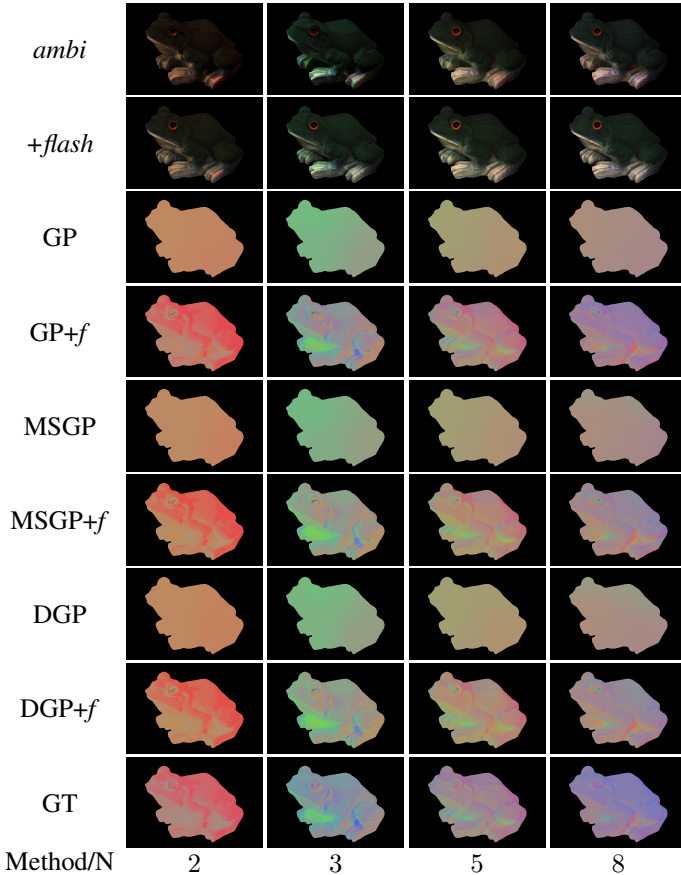 ambi
+flash
GP
GP+f
MSGP
MSGP+f
DGP
DGP+f
GT
Method/N 2 3 5 8